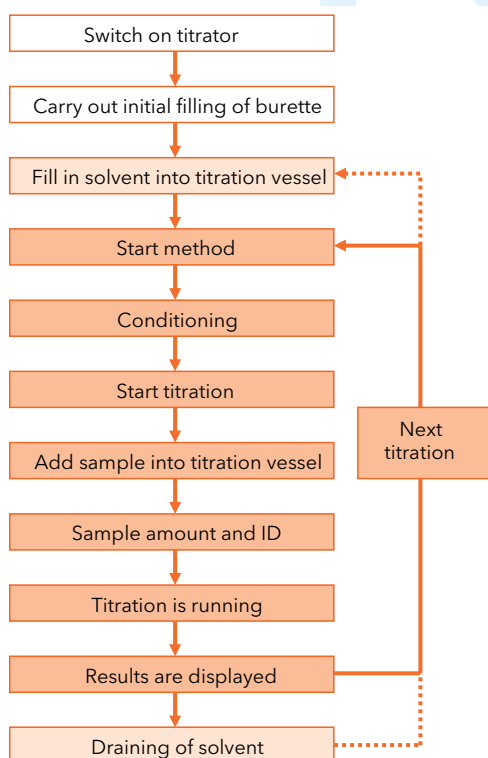 Switch on titrator
Carry out initial filling of burette
Fill in solvent into titration vessel
Start method
Conditioning
Start titration
Add sample into titration vessel
Next
titration
Sample amount and ID
Titration is running
Results are displayed
Draining of solvent